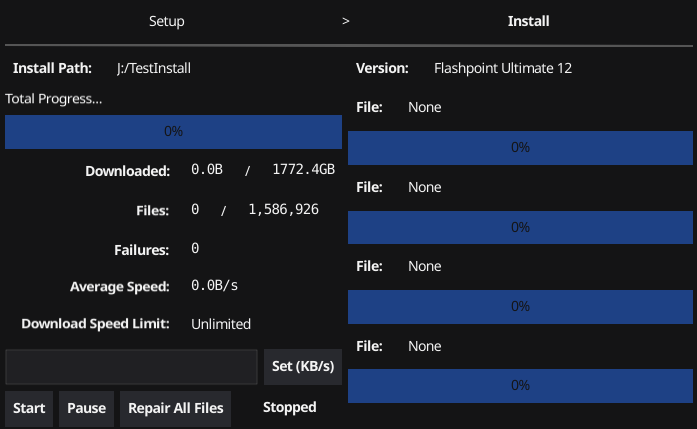 Setup > Install
Install Path: J:/TestInstall
Total Progress...
0%
Downloaded: 0.0B / 1772.4GB
Files: 0 / 1,586,926
Failures: 0
Average Speed: 0.0B/s
Download Speed Limit: Unlimited
Set (KB/s)
Start Pause Repair All Files Stopped
Version: Flashpoint Ultimate 12
File: None
0%
File: None
0%
File: None
0%
File: None
0%